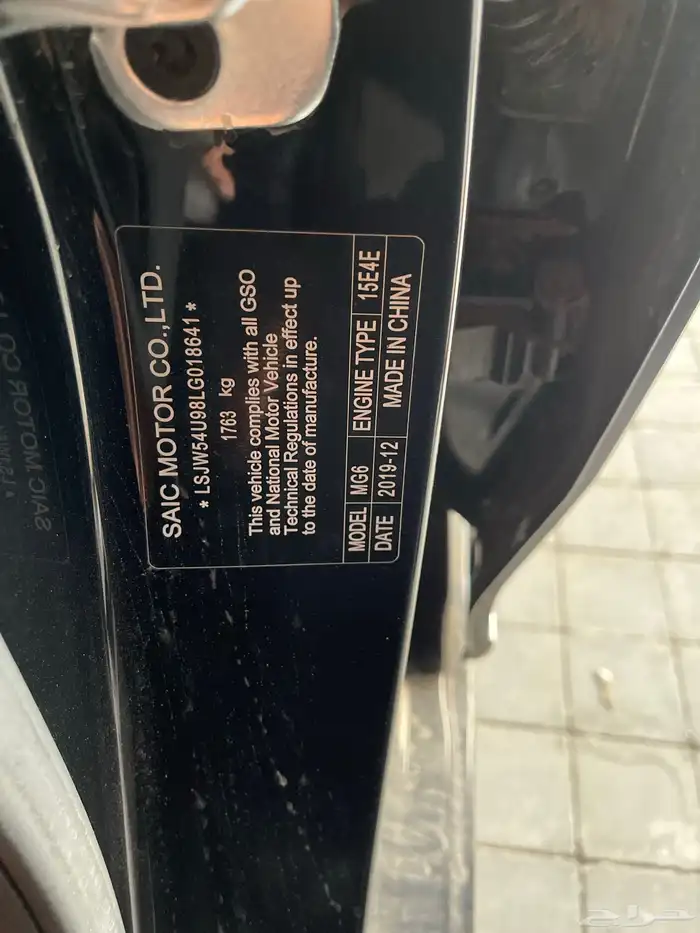 SAIC MOTOR CO.,LTD.
* LSJW54U98LG018641 *
1763 kg
This vehicle complies with all GSO
and National Motor Vehicle
Technical Regulations in effect up
to the date of manufacture.
MODEL MG6 ENGINE TYPE 15E4E
DATE 2019-12 MADE IN CHINA
حراج